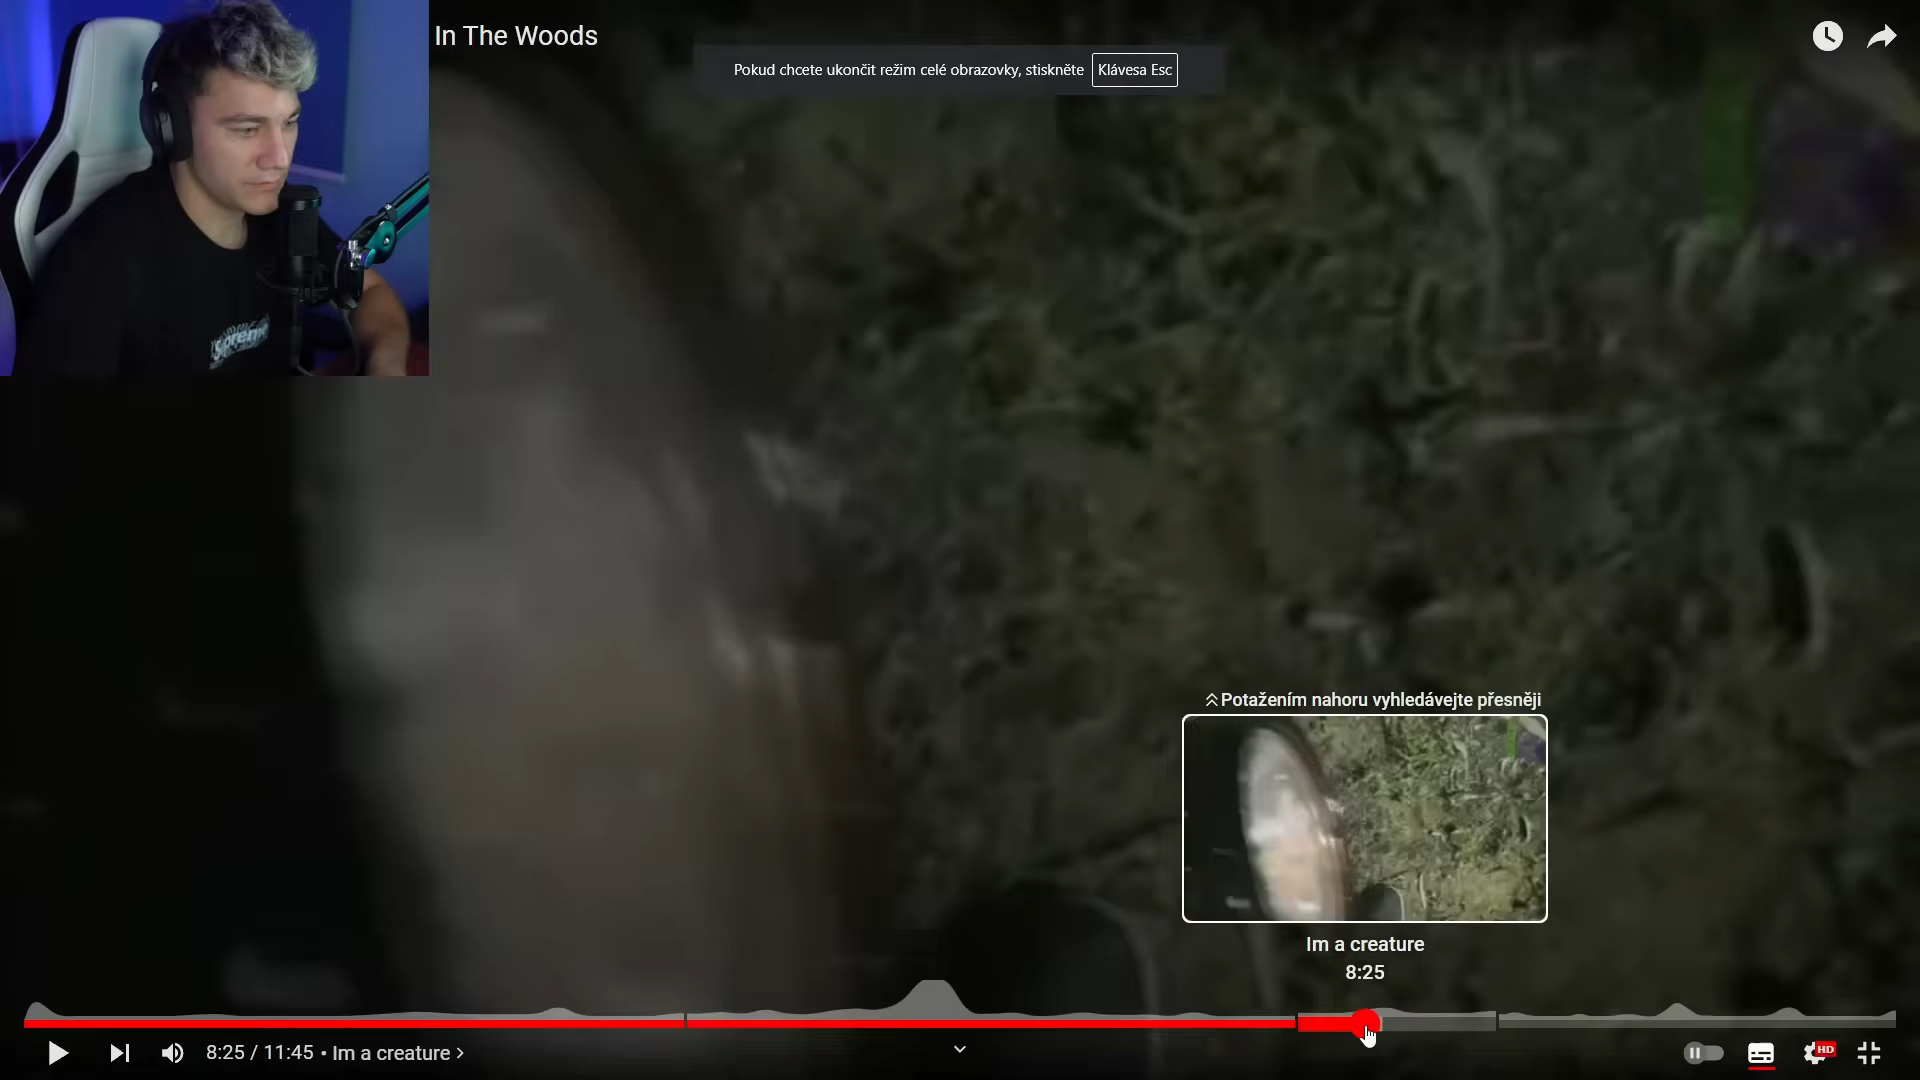 In The Woods
Pokud chcete ukončit režim celé obrazovky, stiskněte Klávesa Esc
Supreme
Potažením nahoru vyhledávejte přesněji
Im a creature
8:25
8:25 / 11:45 • Im a creature
HD